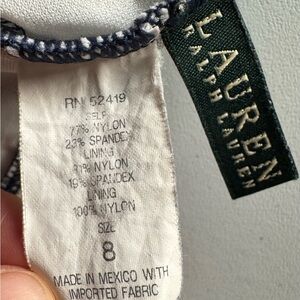 LAUREN
RALPH LAUREN
RN 52419
SELF
77% NYLON
23% SPANDEX
LINING
81% NYLON
19% SPANDEX
LINING
100% NYLON
SIZE
8
MADE IN MEXICO WITH
IMPORTED FABRIC